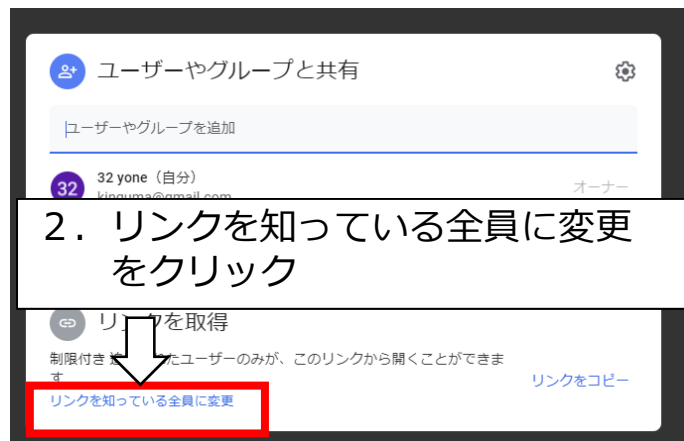 ユーザーやグループと共有
ユーザーやグループを追加
32 yone（自分）
32
オーナー
2．リンクを知っている全員に変更
をクリック
リンクを取得
制限付き
たユーザーのみが、このリンクから開くことができま
す
リンクをコピー
リンクを知っている全員に変更